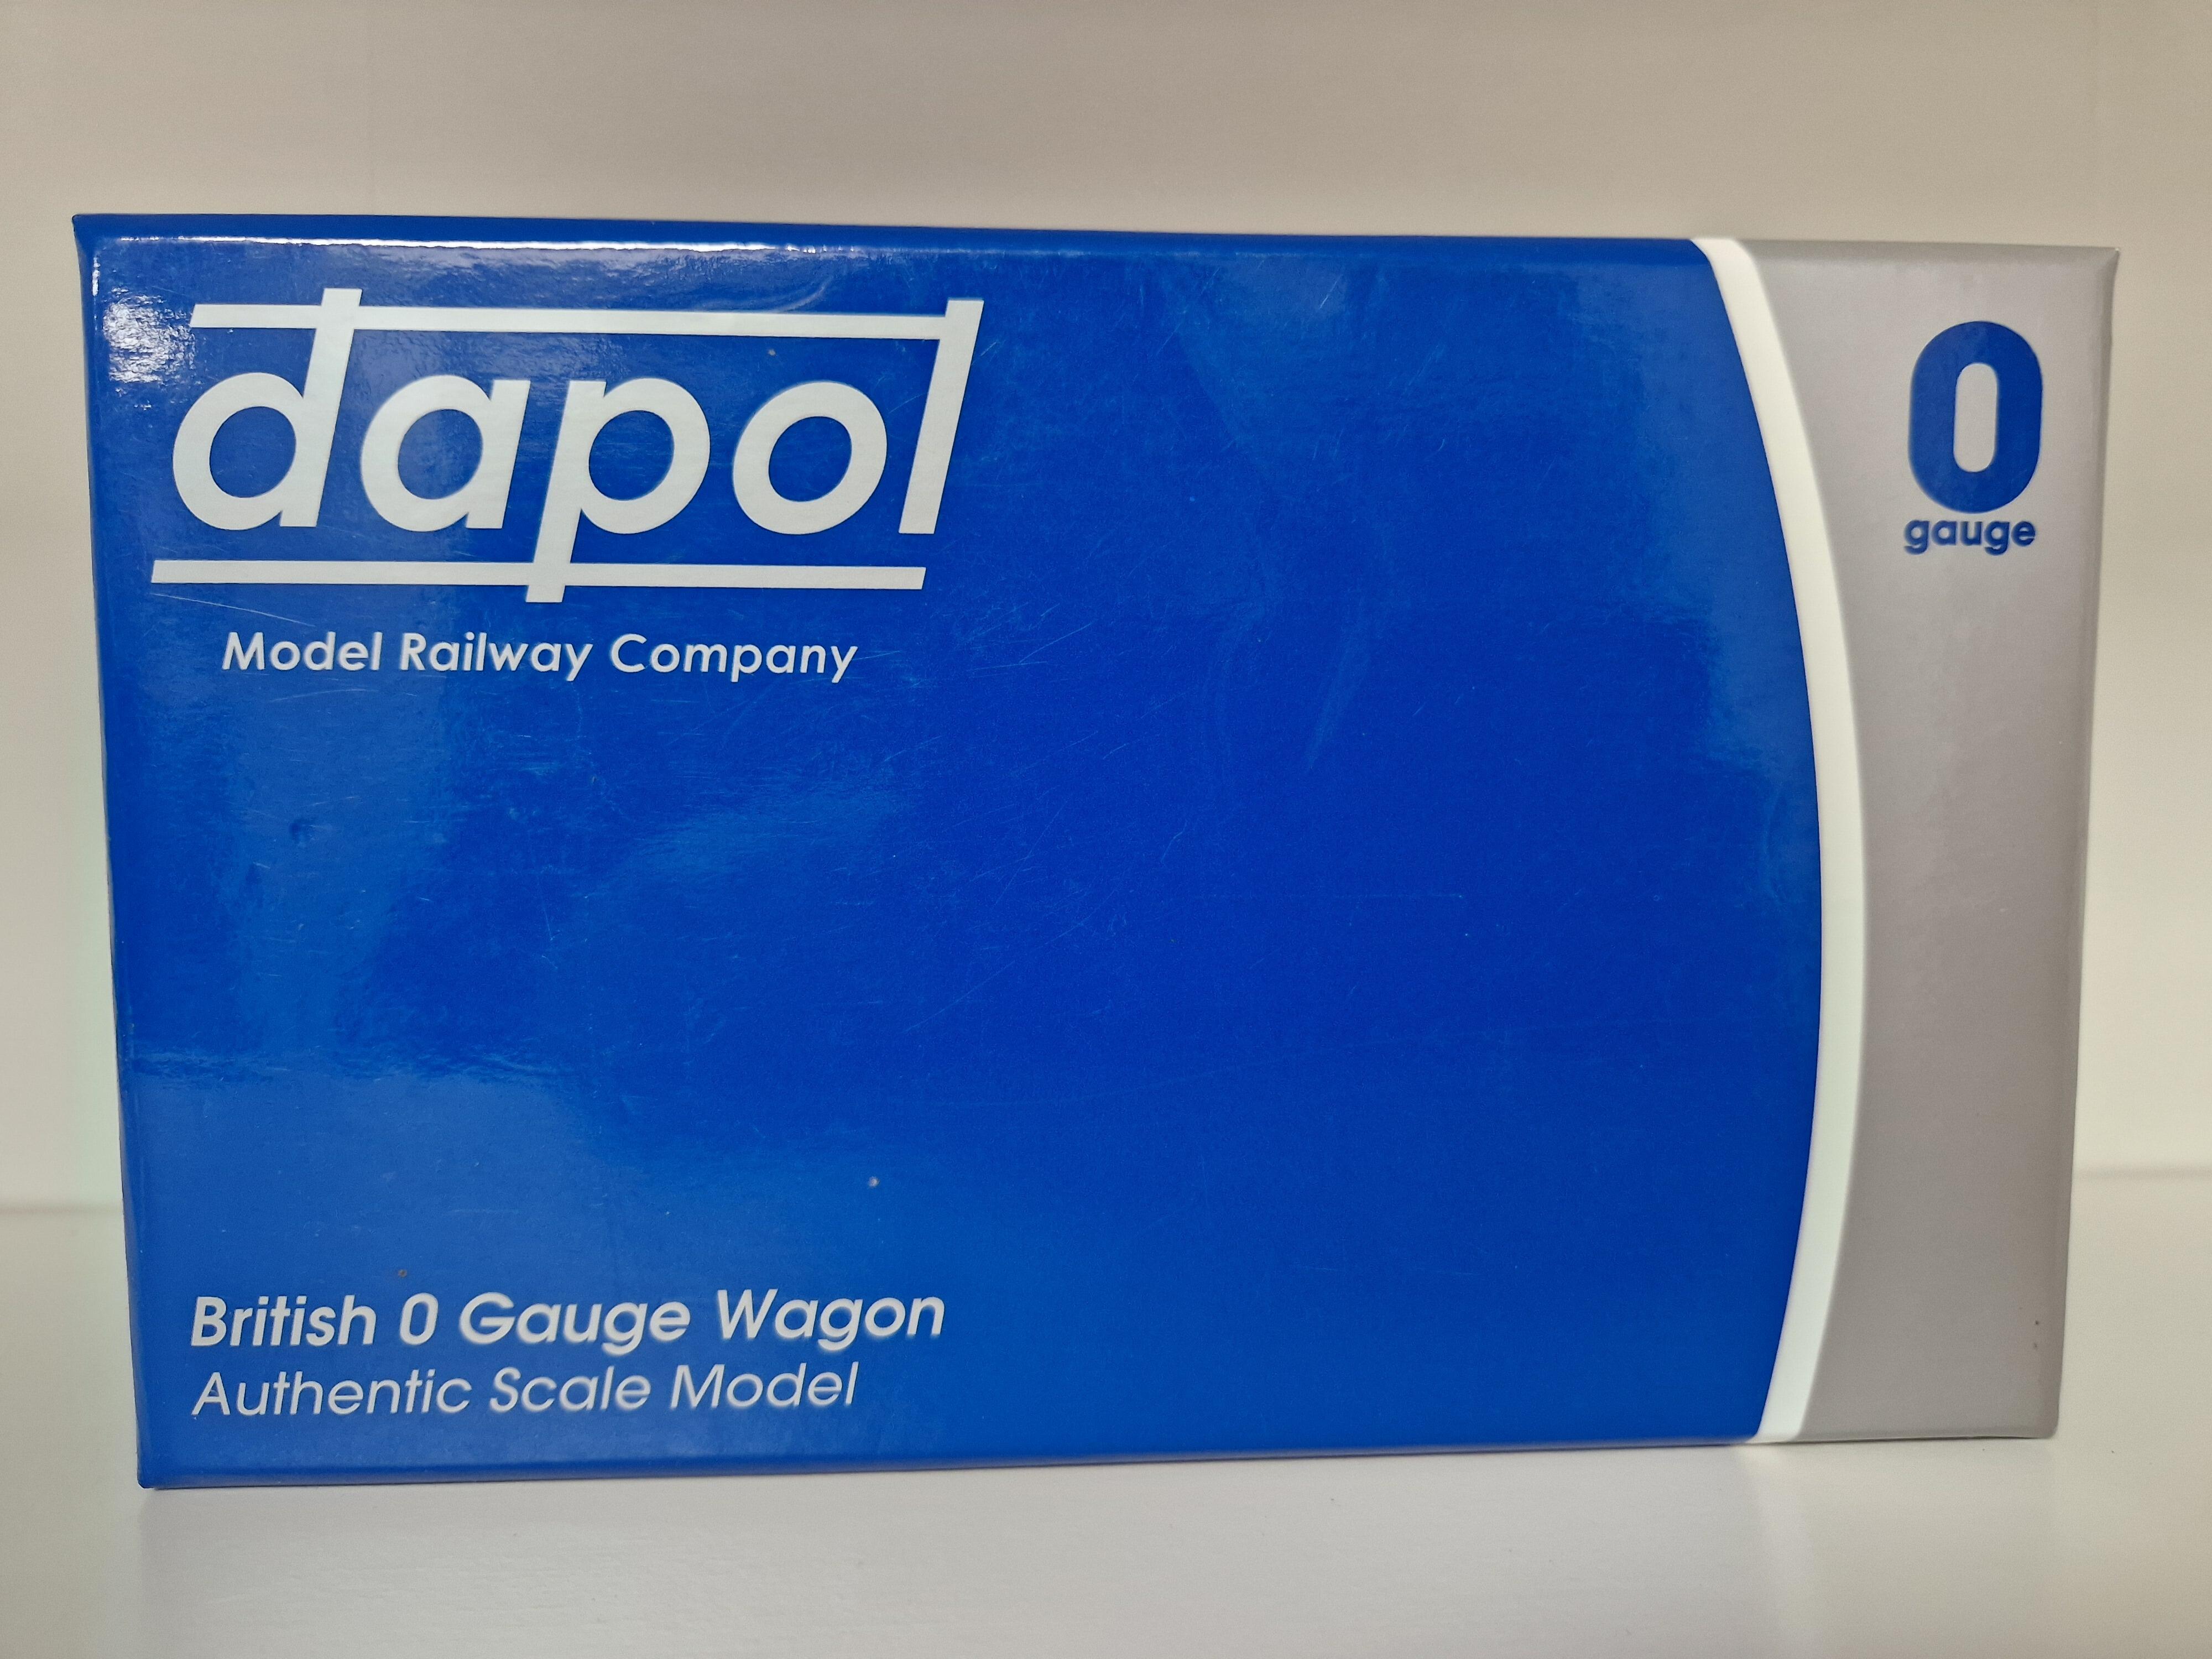 dapol
Model Railway Company
0
gauge
British 0 Gauge Wagon
Authentic Scale Model